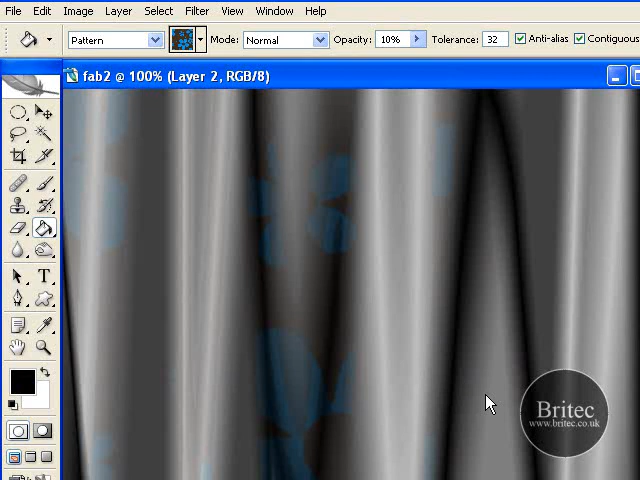 File Edit Image Layer Select Filter View Window Help
Pattern Mode: Normal Opacity: 10% Tolerance: 32 Anti-alias Contiguous
fab2 @ 100% (Layer 2, RGB/8)
T
Britec
www.britec.co.uk